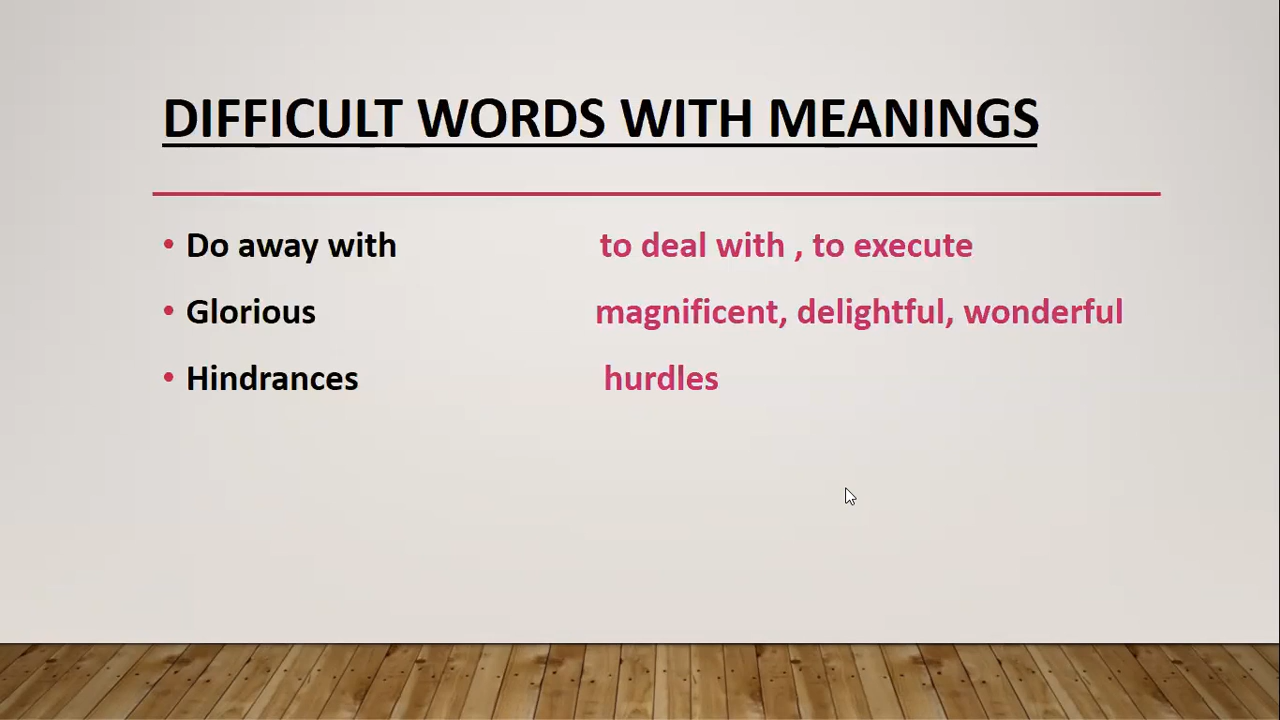 DIFFICULT WORDS WITH MEANINGS
• Do away with to deal with , to execute
• Glorious magnificent, delightful, wonderful
• Hindrances hurdles